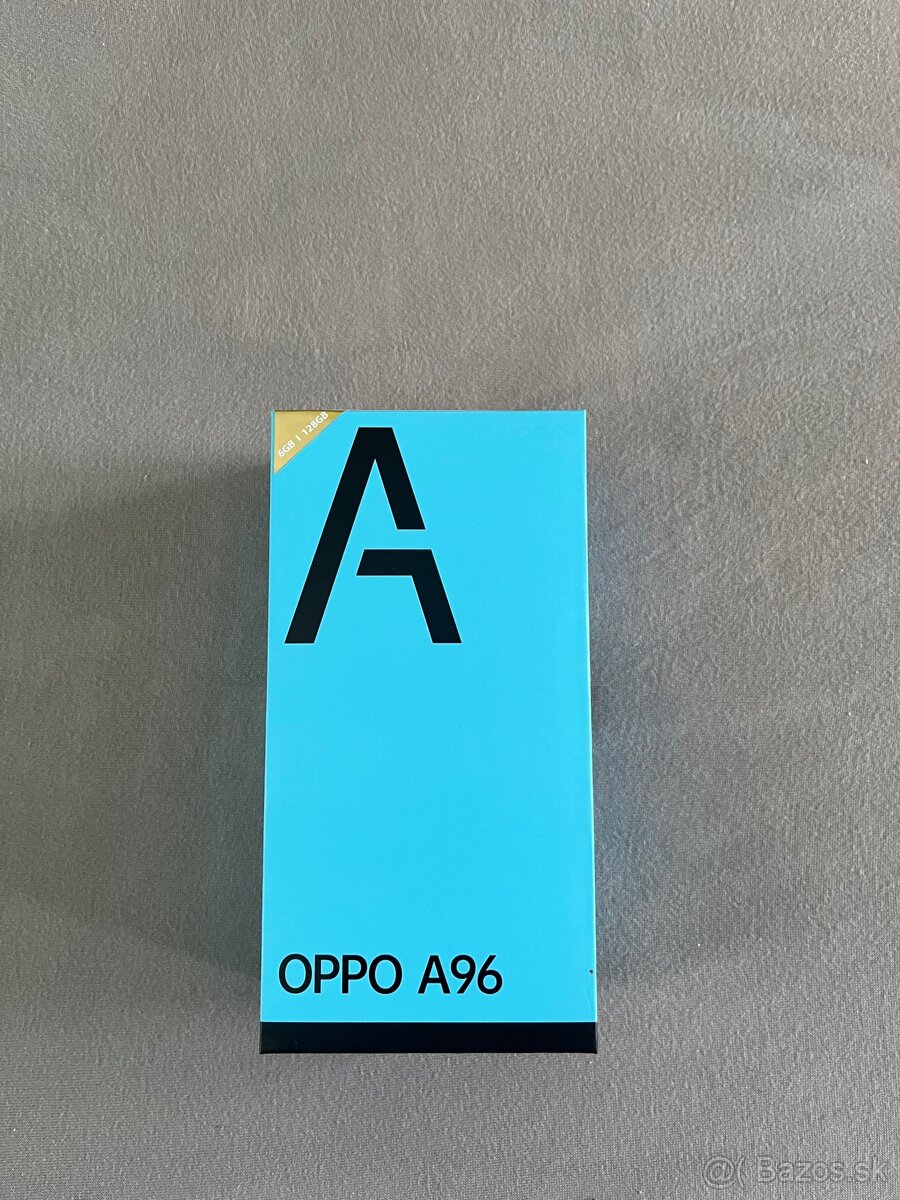 6GB | 128GB
A
OPPO A96
@( Bazos.sk